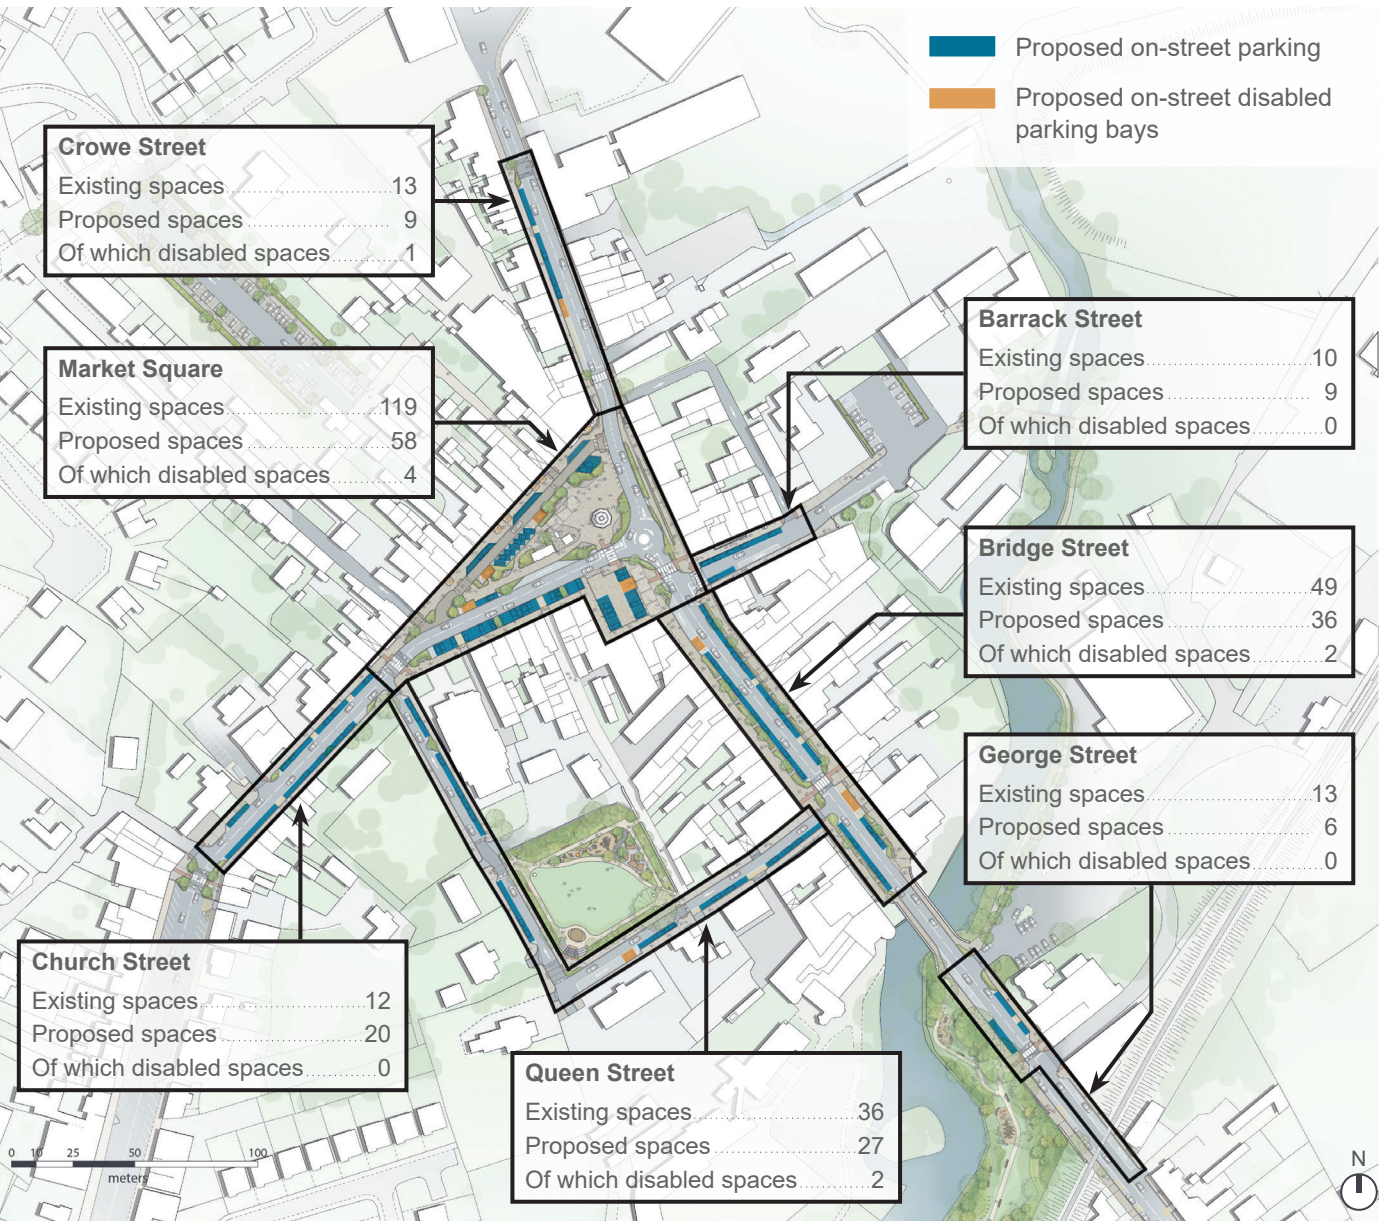 Proposed on-street parking
Proposed on-street disabled
parking bays
Crowe Street
Existing spaces 13
Proposed spaces 9
Of which disabled spaces 1
Market Square
Existing spaces 119
Proposed spaces 58
Of which disabled spaces 4
Barrack Street
Existing spaces 10
Proposed spaces 9
Of which disabled spaces 0
Bridge Street
Existing spaces 49
Proposed spaces 36
Of which disabled spaces 2
George Street
Existing spaces 13
Proposed spaces 6
Of which disabled spaces 0
Church Street
Existing spaces 12
Proposed spaces 20
Of which disabled spaces 0
Queen Street
Existing spaces 36
Proposed spaces 27
Of which disabled spaces 2
0 10 25 50 100
meters
N